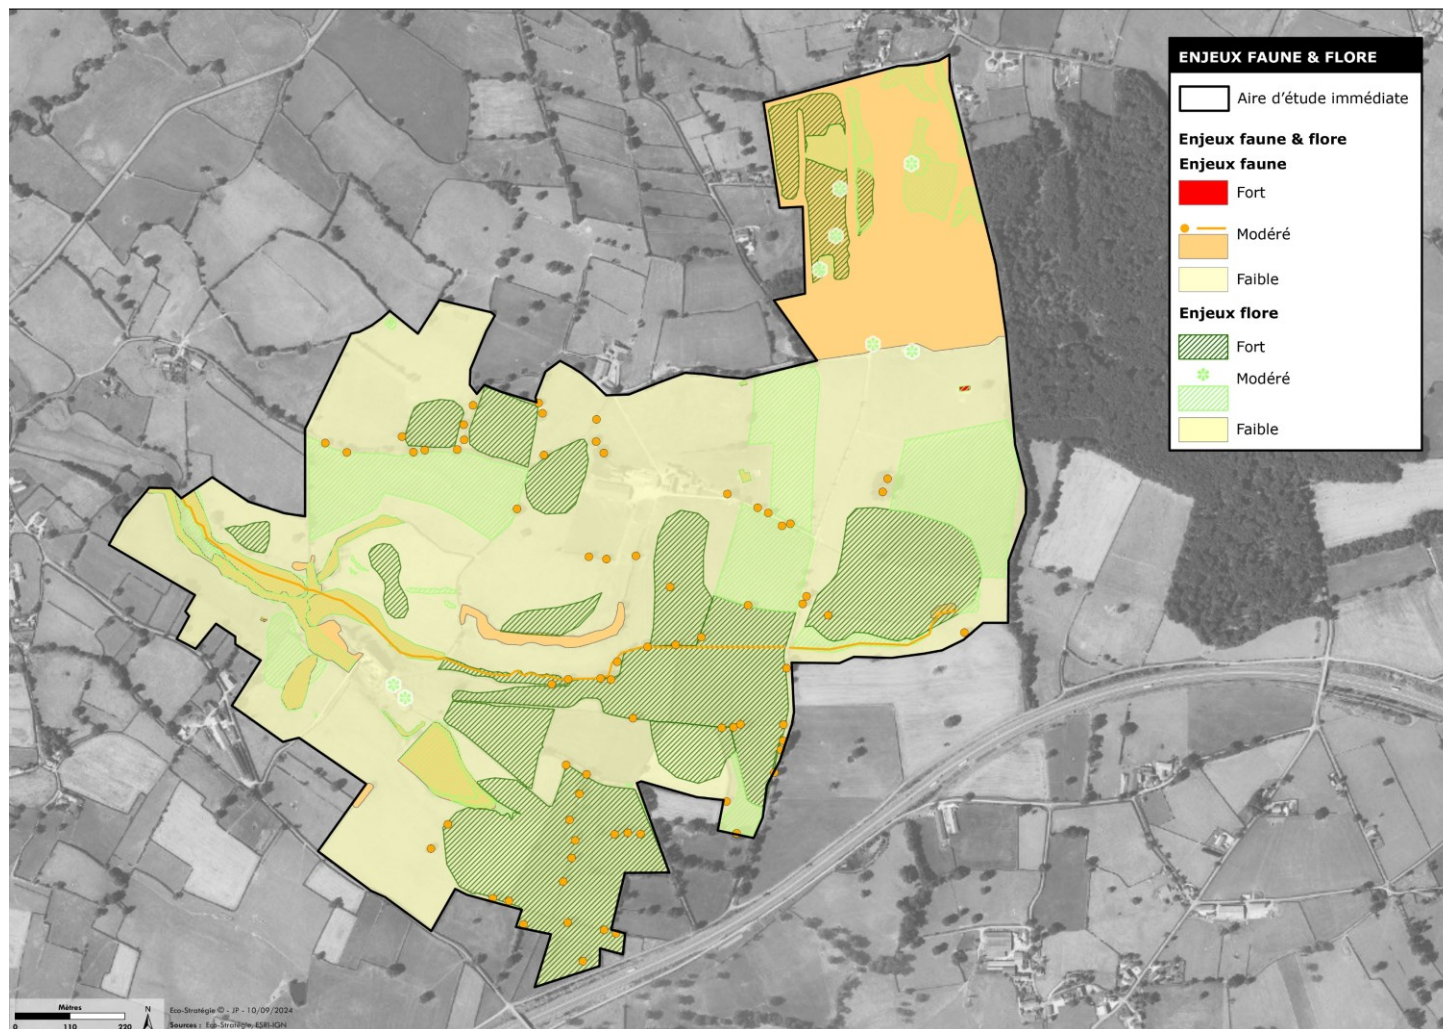 ENJEUX FAUNE & FLORE
Aire d'étude immédiate
Enjeux faune & flore
Enjeux faune
Fort
Modéré
Faible
Enjeux flore
Fort
Modéré
Faible
Mètres
0 110 220
N
Eco-Stratégie © - JP - 10/09/2024
Sources : Eco-Stratégie, ESRI-IGN